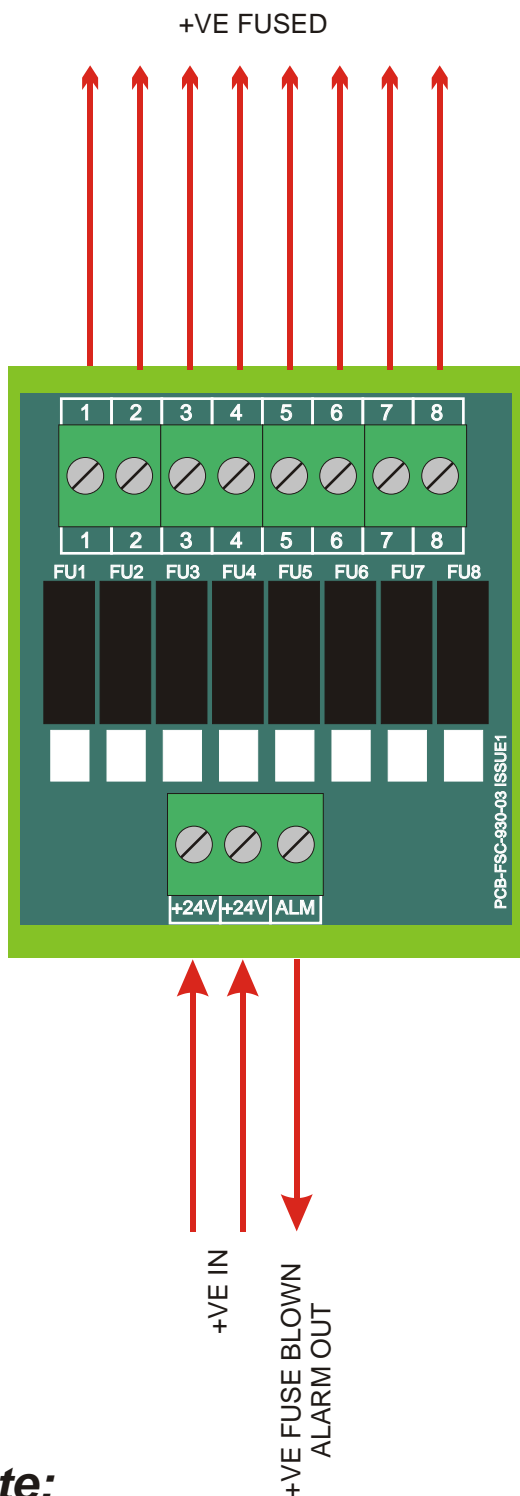 +VE FUSED
1 2 3 4 5 6 7 8
1 2 3 4 5 6 7 8
FU1 FU2 FU3 FU4 FU5 FU6 FU7 FU8
PCB-FSC-930-03 ISSUE1
+24V +24V ALM
+VE IN
+VE FUSE BLOWN
ALARM OUT
te: